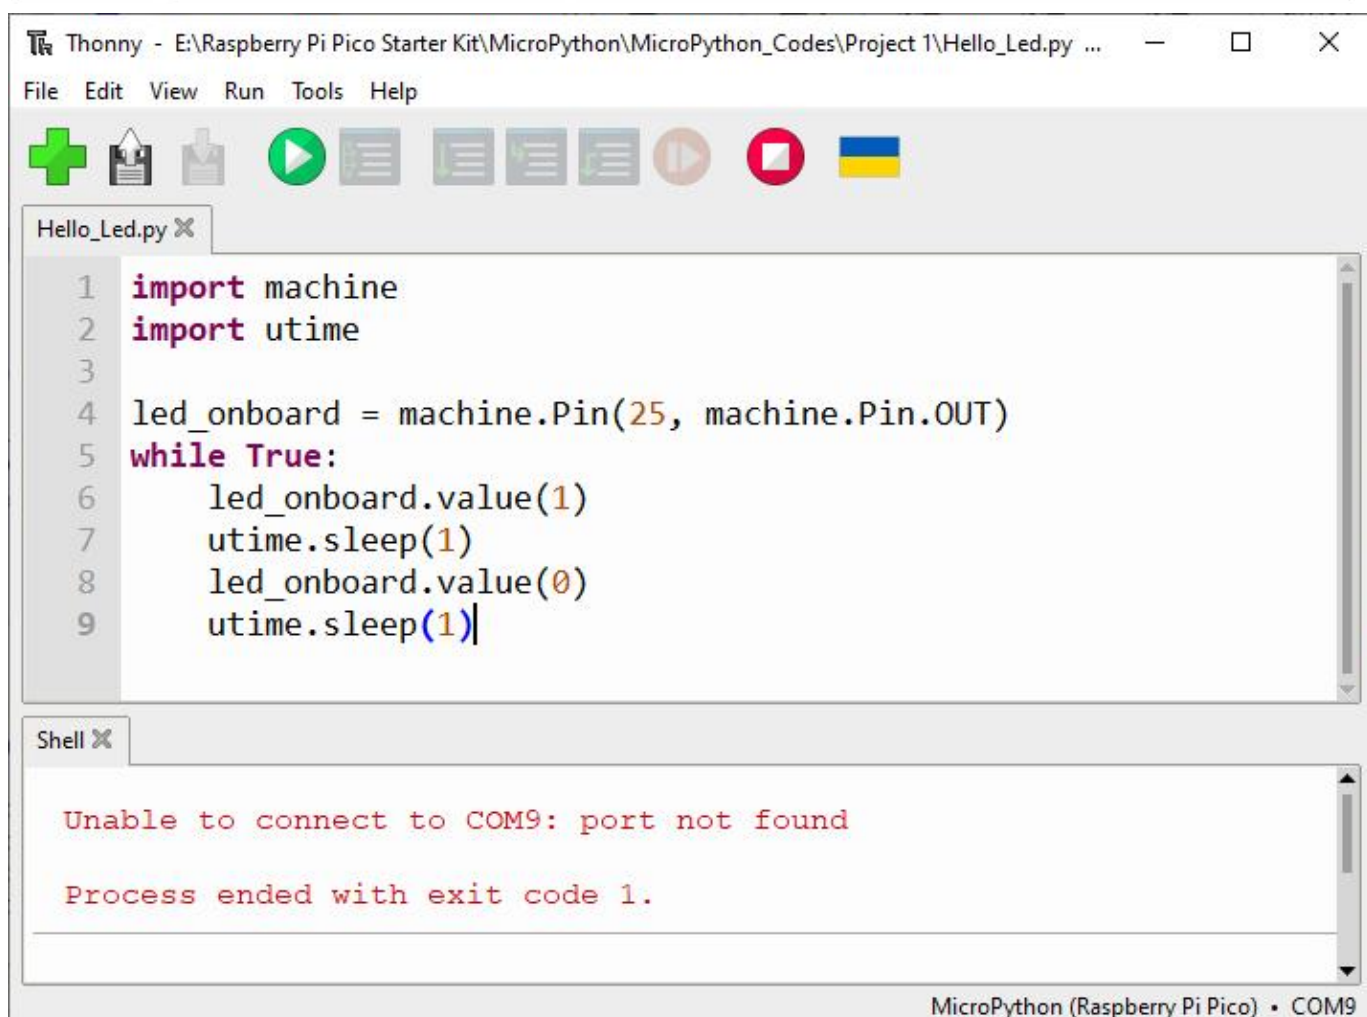 Thonny - E:\Raspberry Pi Pico Starter Kit\MicroPython\MicroPython_Codes\Project 1\Hello_Led.py ...
File Edit View Run Tools Help
Hello_Led.py
1 import machine
2 import utime
3
4 led_onboard = machine.Pin(25, machine.Pin.OUT)
5 while True:
6     led_onboard.value(1)
7     utime.sleep(1)
8     led_onboard.value(0)
9     utime.sleep(1)
Shell
Unable to connect to COM9: port not found
Process ended with exit code 1.
MicroPython (Raspberry Pi Pico) • COM9